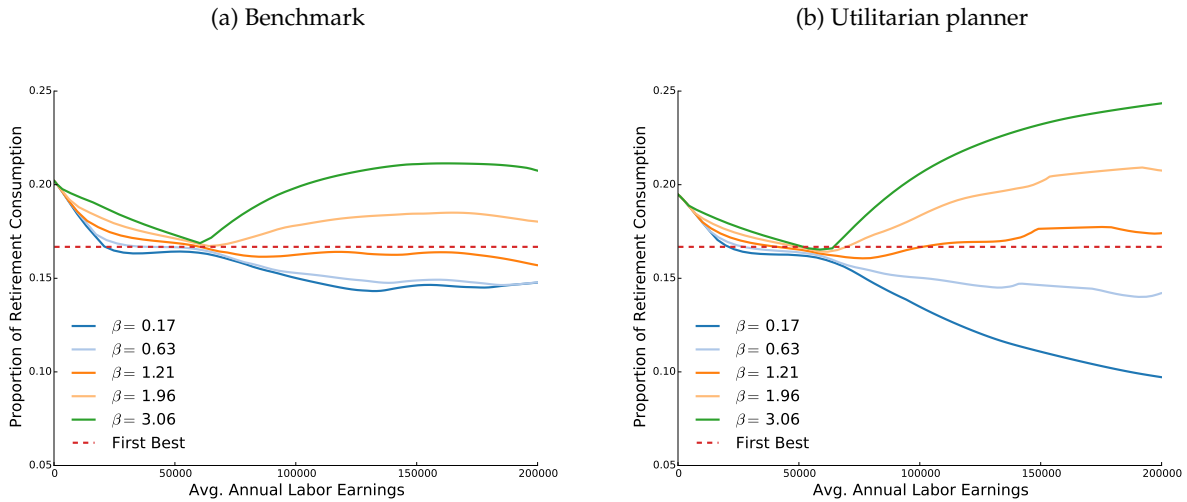 (a) Benchmark
Proportion of Retirement Consumption
0.25
0.20
0.15
0.10
0.05
β = 0.17
β = 0.63
β = 1.21
β = 1.96
β = 3.06
First Best
0
50000
100000
150000
200000
Avg. Annual Labor Earnings
(b) Utilitarian planner
Proportion of Retirement Consumption
0.25
0.20
0.15
0.10
0.05
β = 0.17
β = 0.63
β = 1.21
β = 1.96
β = 3.06
First Best
0
50000
100000
150000
200000
Avg. Annual Labor Earnings